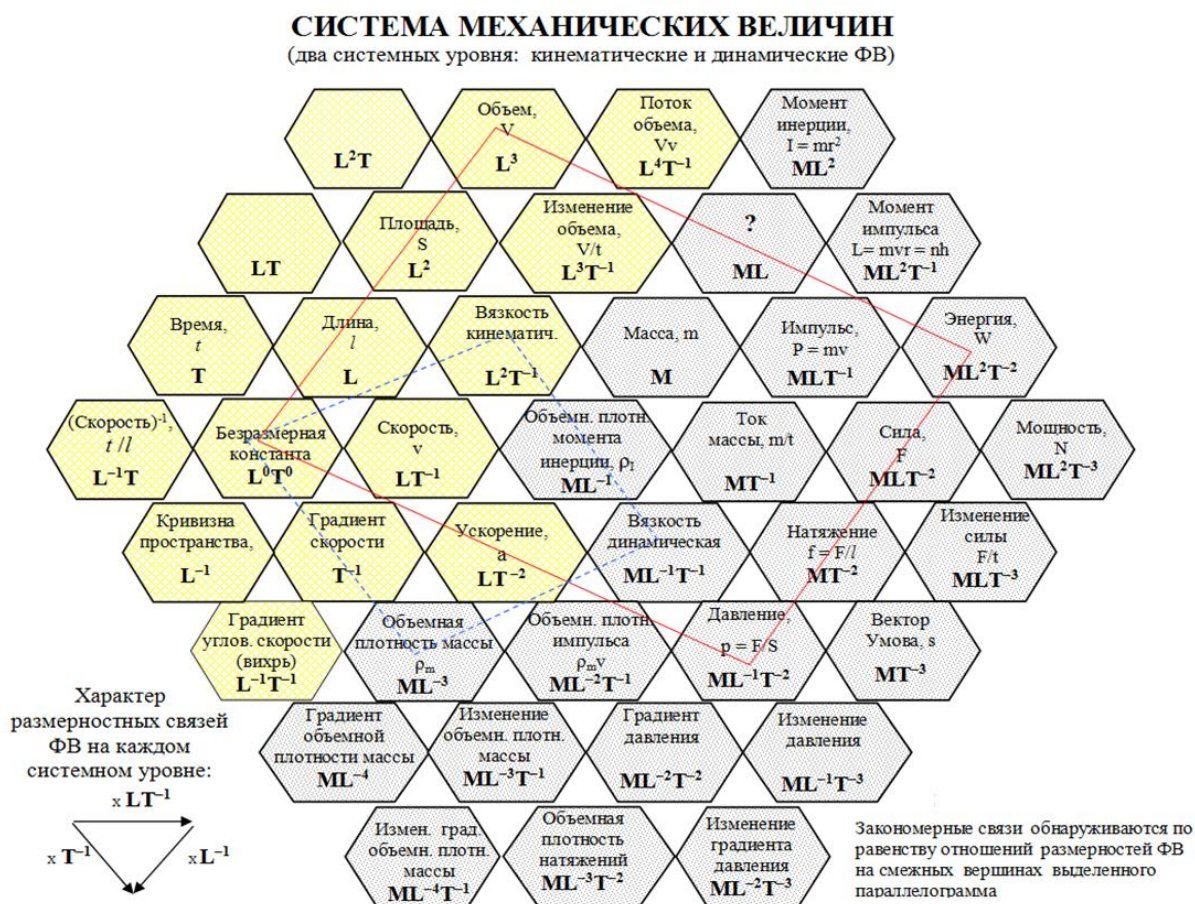 СИСТЕМА МЕХАНИЧЕСКИХ ВЕЛИЧИН
(два системных уровня: кинематические и динамические ФВ)
L²T
Объем,
V
L³
Поток
объема,
Vv
L⁴T⁻¹
Момент
инерции,
I = mr²
ML²
LT
Площадь,
S
L²
Изменение
объема,
V/t
L³T⁻¹
?
ML
Момент
импульса
L= mvr = nh
ML²T⁻¹
Время,
t
T
Длина,
l
L
Вязкость
кинематич.
L²T⁻¹
Масса, m
M
Импульс,
P = mv
MLT⁻¹
Энергия,
W
ML²T⁻²
(Скорость)⁻¹,
t /l
L⁻¹T
Безразмерная
константа
L⁰T⁰
Скорость,
v
LT⁻¹
Объемн. плотн.
момента
инерции, ρI
ML⁻¹
Ток
массы, m/t
MT⁻¹
Сила,
F
MLT⁻²
Мощность,
N
ML²T⁻³
Кривизна
пространства,
L⁻¹
Градиент
скорости
T⁻¹
Ускорение,
a
LT⁻²
Вязкость
динамическая
ML⁻¹T⁻¹
Натяжение
f = F/l
MT⁻²
Изменение
силы
F/t
MLT⁻³
Градиент
углов. скорости
(вихрь)
L⁻¹T⁻¹
Объемная
плотность массы
ρm
ML⁻³
Объемн. плотн.
импульса
ρmv
ML⁻²T⁻¹
Давление,
p = F/S
ML⁻¹T⁻²
Вектор
Умова, s
MT⁻³
Градиент
объемной
плотности массы
ML⁻⁴
Изменение
объемн. плотн.
массы
ML⁻³T⁻¹
Градиент
давления
ML⁻²T⁻²
Изменение
давления
ML⁻¹T⁻³
Измен. град.
объемн. плотн.
массы
ML⁻⁴T⁻¹
Объемная
плотность
натяжений
ML⁻³T⁻²
Изменение
градиента
давления
ML⁻²T⁻³
Характер
размерностных связей
ФВ на каждом
системном уровне:
x LT⁻¹
x T⁻¹
x L⁻¹
Закономерные связи обнаруживаются по
равенству отношений размерностей ФВ
на смежных вершинах выделенного
параллелограмма